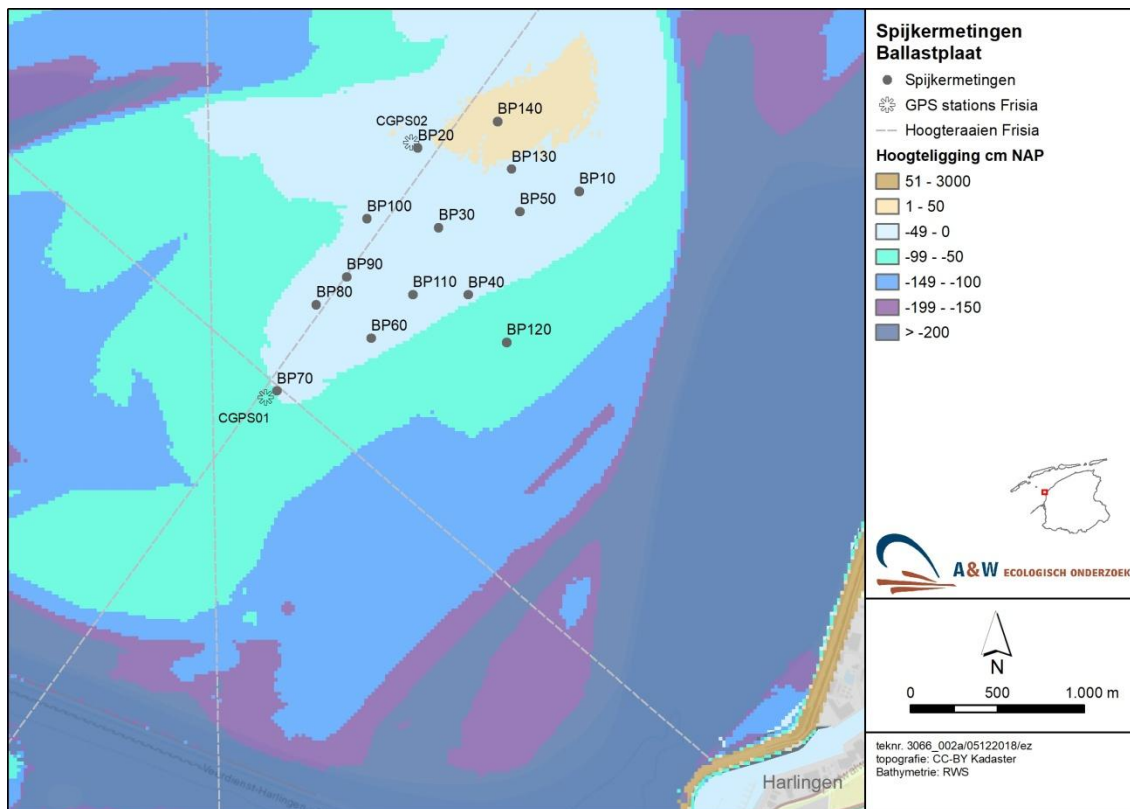 CGPS02
BP140
BP20
BP130
BP10
BP50
BP100
BP30
BP90
BP110
BP40
BP80
BP60
BP120
BP70
CGPS01
Harlingen
Spijkermetingen
Ballastplaat
Spijkermetingen
GPS stations Frisia
Hoogteraaien Frisia
Hoogteligging cm NAP
51 - 3000
1 - 50
-49 - 0
-99 - -50
-149 - -100
-199 - -150
> -200
A&W ECOLOGISCH ONDERZOEK
N
0 500 1.000 m
teknr. 3066_002a/05122018/ez
topografie: CC-BY Kadaster
Bathymetrie: RWS